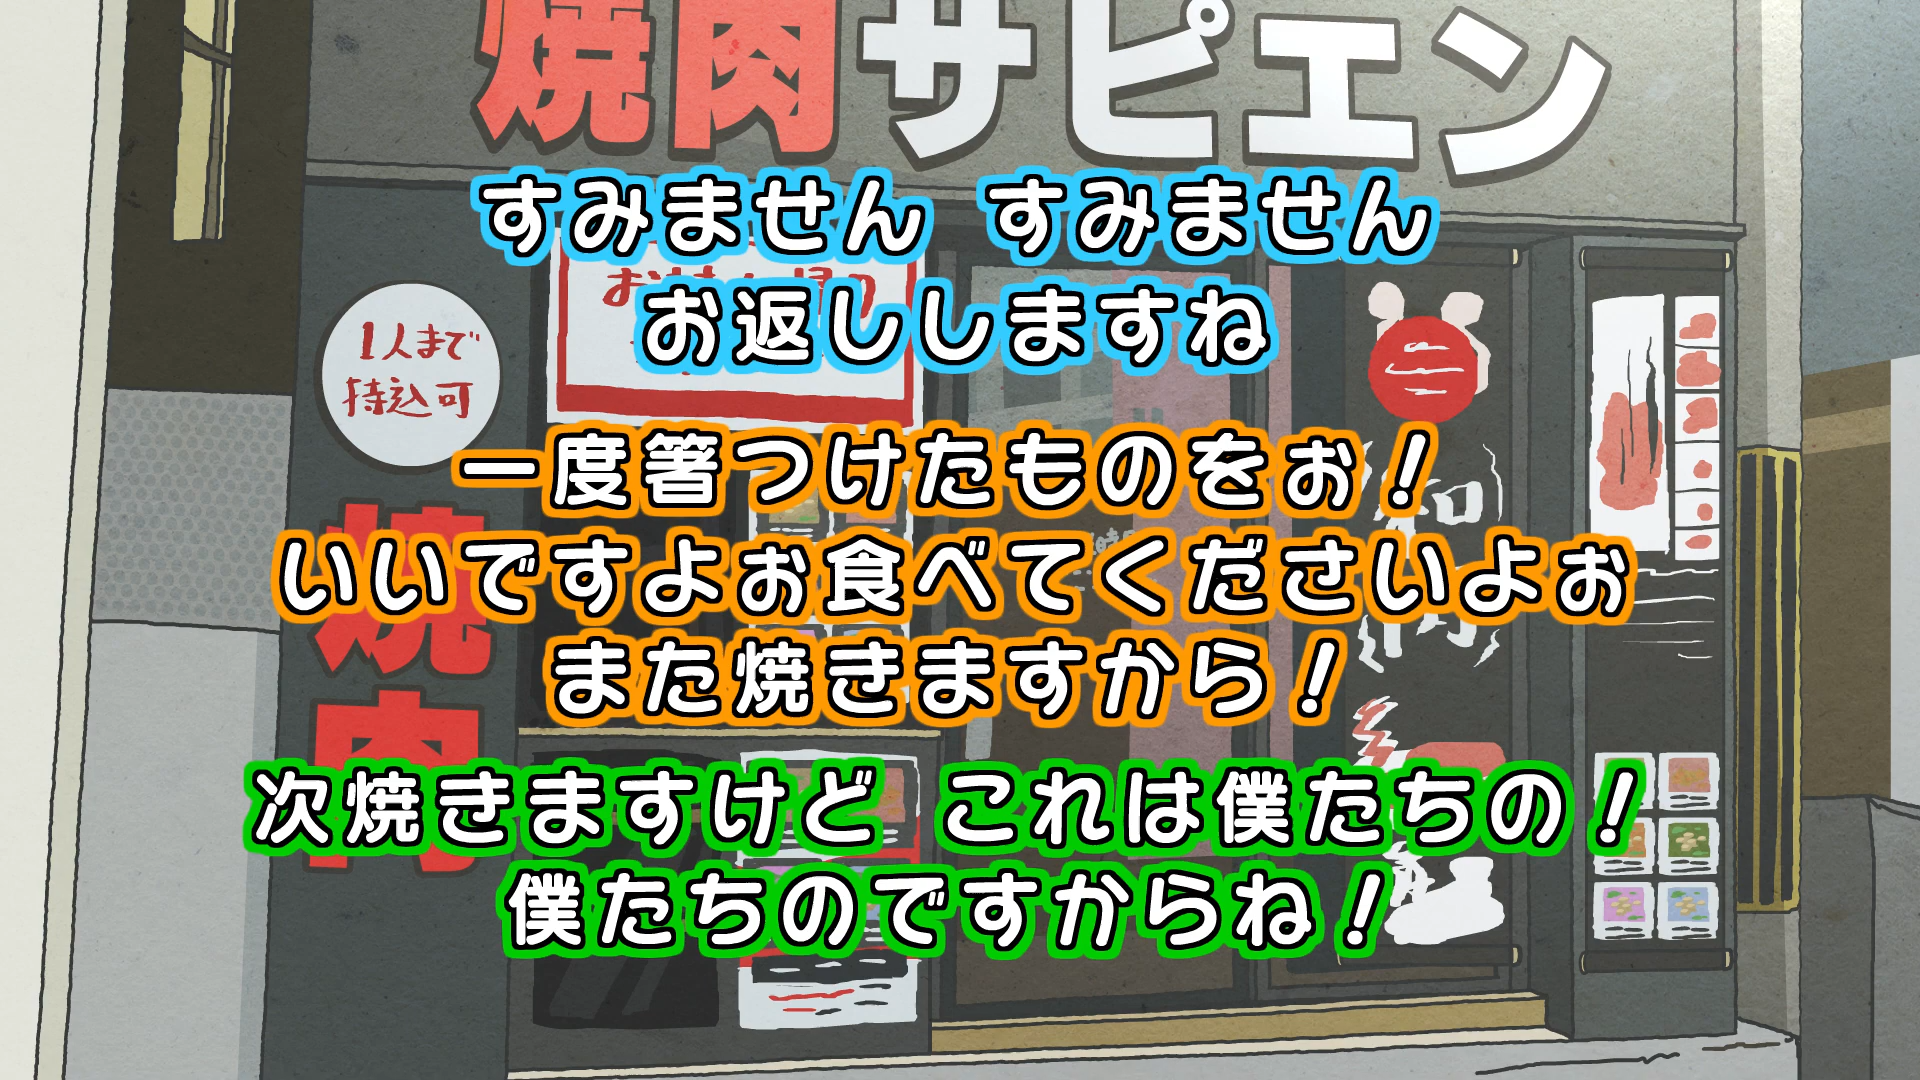 焼肉サピエン
すみません すみません
お返ししますね
1人まで
持込可
一度箸つけたものをぉ！
いいですよぉ食べてくださいよぉ
また焼きますから！
焼肉
次焼きますけど これは僕たちの！
僕たちのですからね！